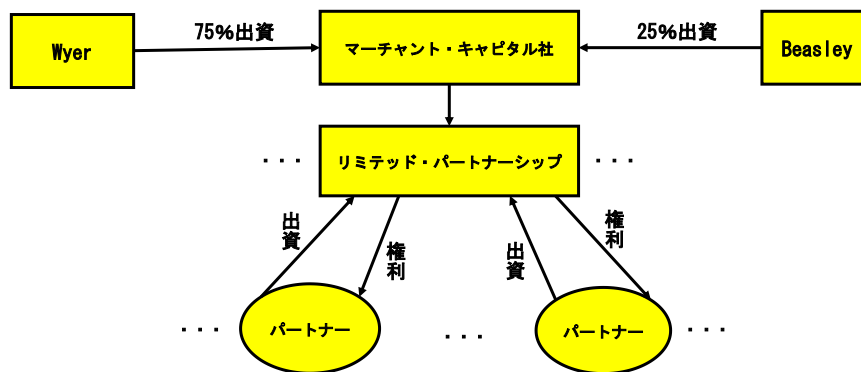 75%出資
25%出資
Wyer
マーチャント・キャピタル社
Beasley
・・・
リミテッド・パートナーシップ
・・・
出資
権利
出資
権利
・・・
パートナー
・・・
パートナー
・・・